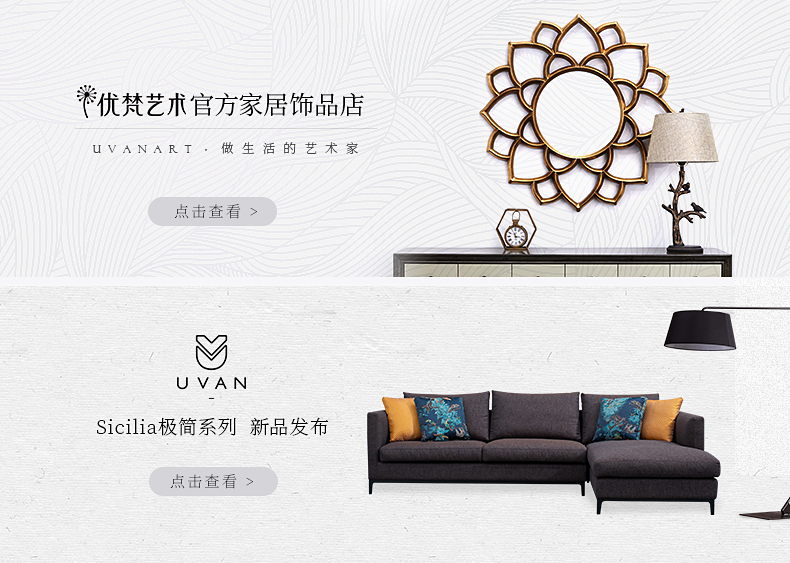 优梵艺术官方家居饰品店
UVANART · 做生活的艺术家
点击查看 >
UVAN
Sicilia极简系列 新品发布
点击查看 >